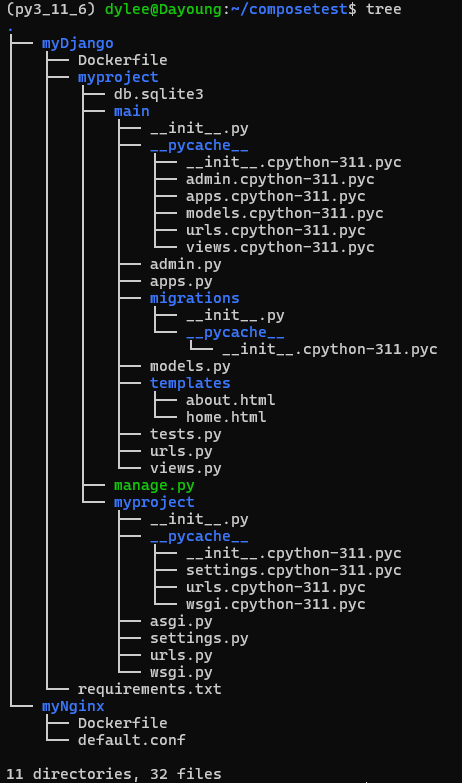 (py3_11_6) dylee@Dayoung:~/composetest$ tree
.
├── myDjango
│   ├── Dockerfile
│   ├── myproject
│   │   ├── db.sqlite3
│   │   ├── main
│   │   │   ├── __init__.py
│   │   │   ├── __pycache__
│   │   │   │   ├── __init__.cpython-311.pyc
│   │   │   │   ├── admin.cpython-311.pyc
│   │   │   │   ├── apps.cpython-311.pyc
│   │   │   │   ├── models.cpython-311.pyc
│   │   │   │   ├── urls.cpython-311.pyc
│   │   │   │   └── views.cpython-311.pyc
│   │   │   ├── admin.py
│   │   │   ├── apps.py
│   │   │   ├── migrations
│   │   │   │   ├── __init__.py
│   │   │   │   └── __pycache__
│   │   │   │       └── __init__.cpython-311.pyc
│   │   │   ├── models.py
│   │   │   ├── templates
│   │   │   │   ├── about.html
│   │   │   │   └── home.html
│   │   │   ├── tests.py
│   │   │   ├── urls.py
│   │   │   └── views.py
│   │   ├── manage.py
│   │   └── myproject
│   │       ├── __init__.py
│   │       ├── __pycache__
│   │       │   ├── __init__.cpython-311.pyc
│   │       │   ├── settings.cpython-311.pyc
│   │       │   ├── urls.cpython-311.pyc
│   │       │   └── wsgi.cpython-311.pyc
│   │       ├── asgi.py
│   │       ├── settings.py
│   │       ├── urls.py
│   │       └── wsgi.py
│   └── requirements.txt
└── myNginx
    ├── Dockerfile
    └── default.conf

11 directories, 32 files